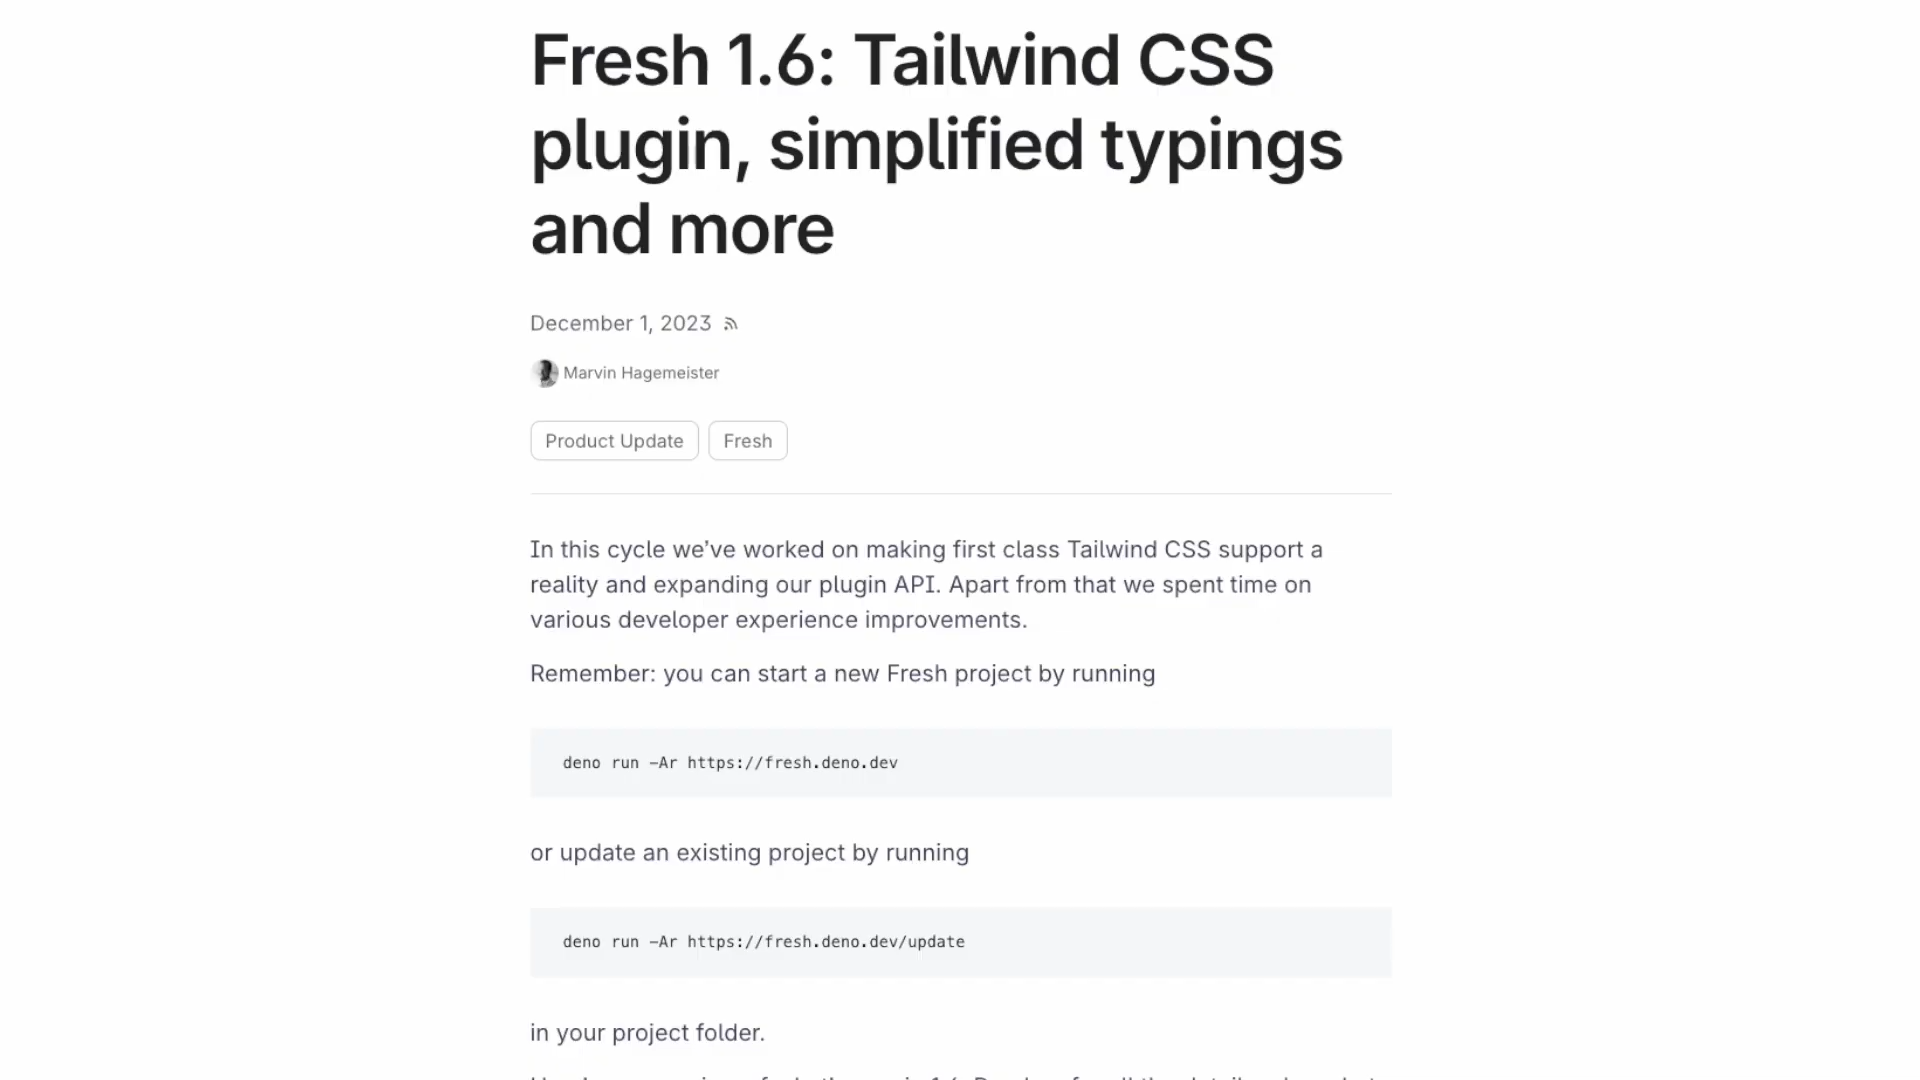 Fresh 1.6: Tailwind CSS
plugin, simplified typings
and more
December 1, 2023
Marvin Hagemeister
Product Update
Fresh
In this cycle we’ve worked on making first class Tailwind CSS support a
reality and expanding our plugin API. Apart from that we spent time on
various developer experience improvements.
Remember: you can start a new Fresh project by running
deno run -Ar https://fresh.deno.dev
or update an existing project by running
deno run -Ar https://fresh.deno.dev/update
in your project folder.